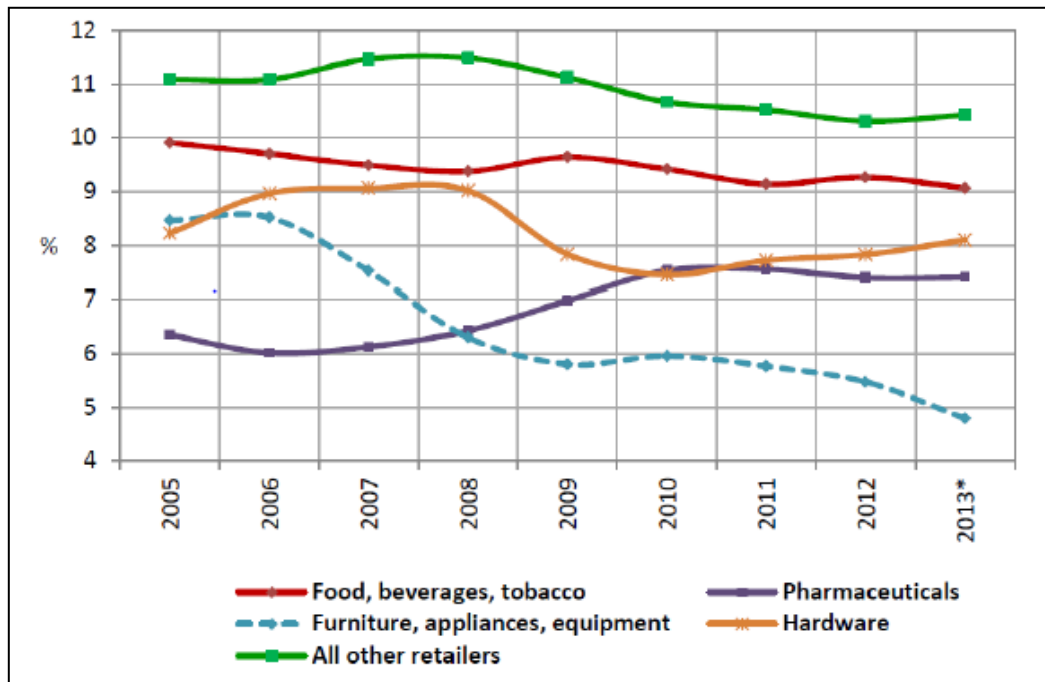 12
11
10
9
8
%
7
6
5
4
2005 2006 2007 2008 2009 2010 2011 2012 2013*
Food, beverages, tobacco Pharmaceuticals
Furniture, appliances, equipment Hardware
All other retailers